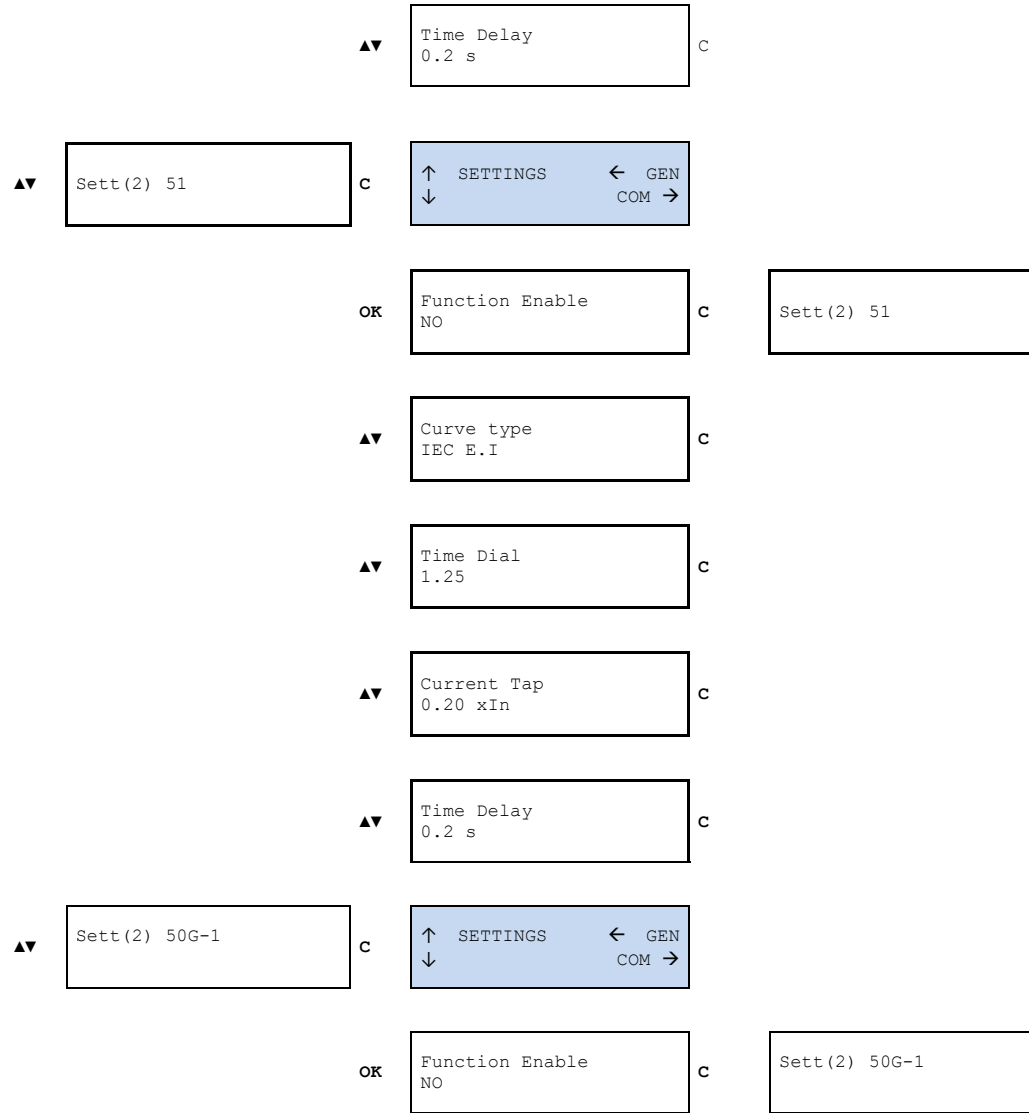 ▲▼ Time Delay C
0.2 s
▲▼ Sett(2) 51 C ↑ SETTINGS ← GEN
↓ COM →
OK Function Enable C Sett(2) 51
NO
▲▼ Curve type C
IEC E.I
▲▼ Time Dial C
1.25
▲▼ Current Tap C
0.20 xIn
▲▼ Time Delay C
0.2 s
▲▼ Sett(2) 50G-1 C ↑ SETTINGS ← GEN
↓ COM →
OK Function Enable C Sett(2) 50G-1
NO